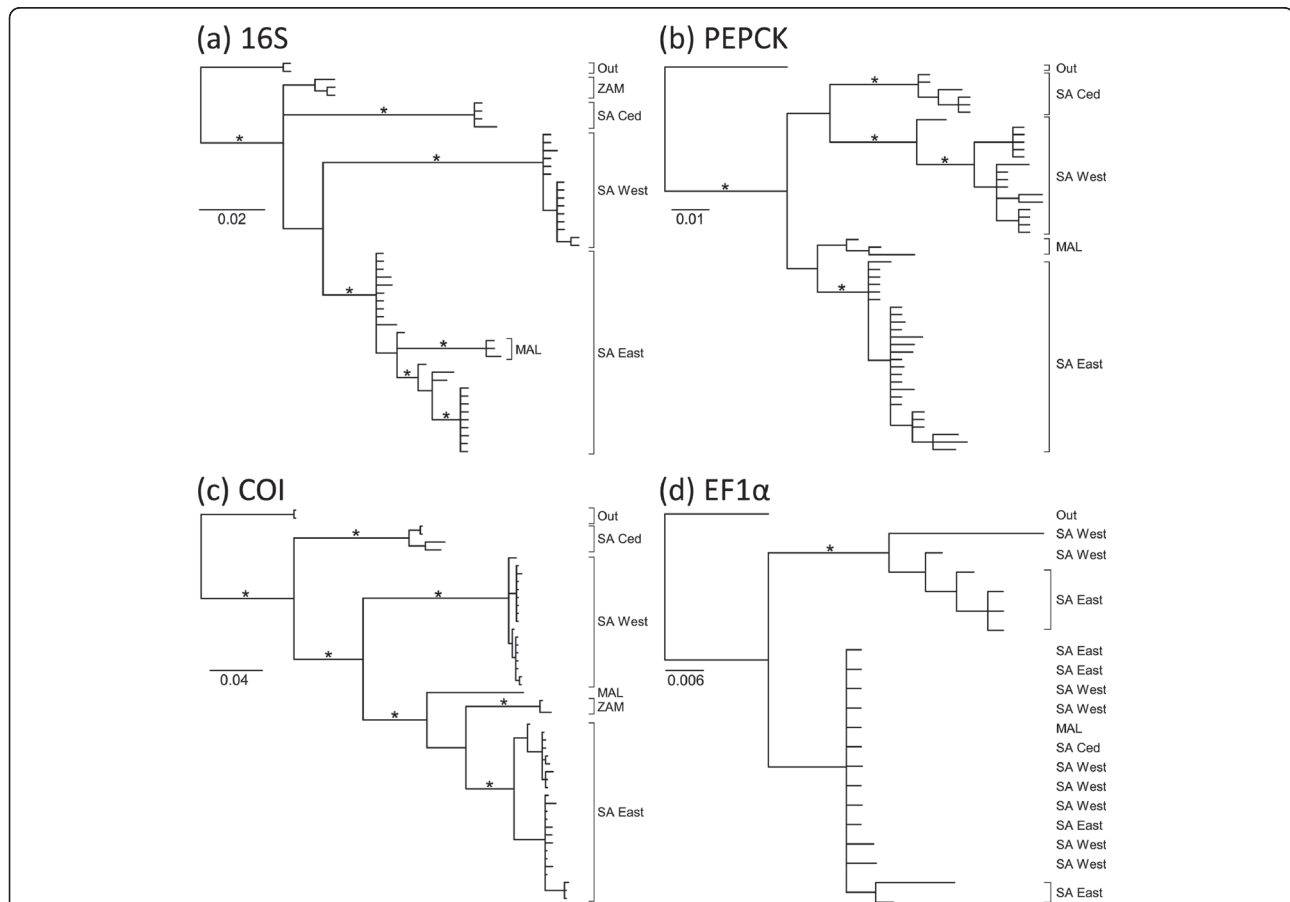 (a) 16S
Out
ZAM
*
SA Ced
*
*
SA West
0.02
*
*
MAL
SA East
*
*
(b) PEPCK
Out
*
SA Ced
*
*
SA West
*
0.01
MAL
*
SA East
(c) COI
Out
*
SA Ced
*
*
SA West
*
0.04
MAL
*
ZAM
*
*
SA East
(d) EF1α
Out
SA West
*
SA West
SA East
SA East
0.006
SA East
SA West
SA West
MAL
SA Ced
SA West
SA West
SA West
SA East
SA West
SA West
SA East